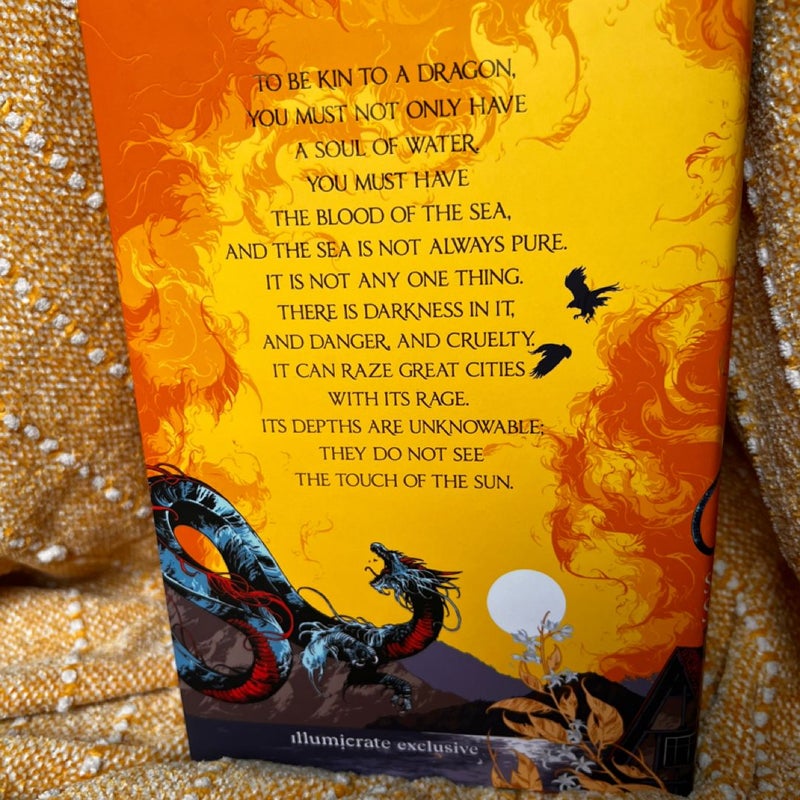 TO BE KIN TO A DRAGON,
YOU MUST NOT ONLY HAVE
A SOUL OF WATER.
YOU MUST HAVE
THE BLOOD OF THE SEA,
AND THE SEA IS NOT ALWAYS PURE.
IT IS NOT ANY ONE THING.
THERE IS DARKNESS IN IT,
AND DANGER, AND CRUELTY.
IT CAN RAZE GREAT CITIES
WITH ITS RAGE.
ITS DEPTHS ARE UNKNOWABLE;
THEY DO NOT SEE
THE TOUCH OF THE SUN.
illumicrate exclusive